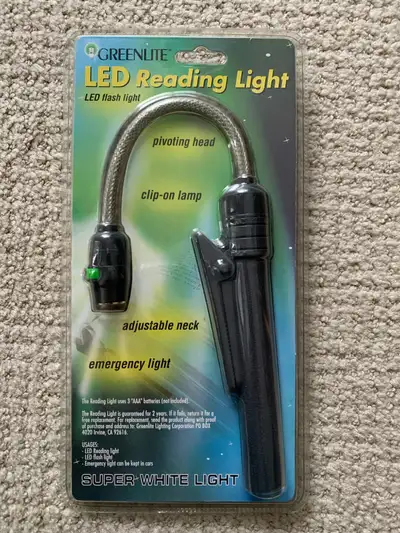 GREENLITE™
LED Reading Light
LED flash light
pivoting head
clip-on lamp
adjustable neck
emergency light
The Reading Light uses 3 "AAA" batteries (not included).
The Reading Light is guaranteed for 2 years. If it fails, return it for a
free replacement. For replacement, send the product along with proof
of purchase and address to: Greenlite Lighting Corporation PO BOX
4020 Irvine, CA 92616.
USAGES:
- LED Reading light
- LED flash light
- Emergency light can be kept in cars
SUPER WHITE LIGHT